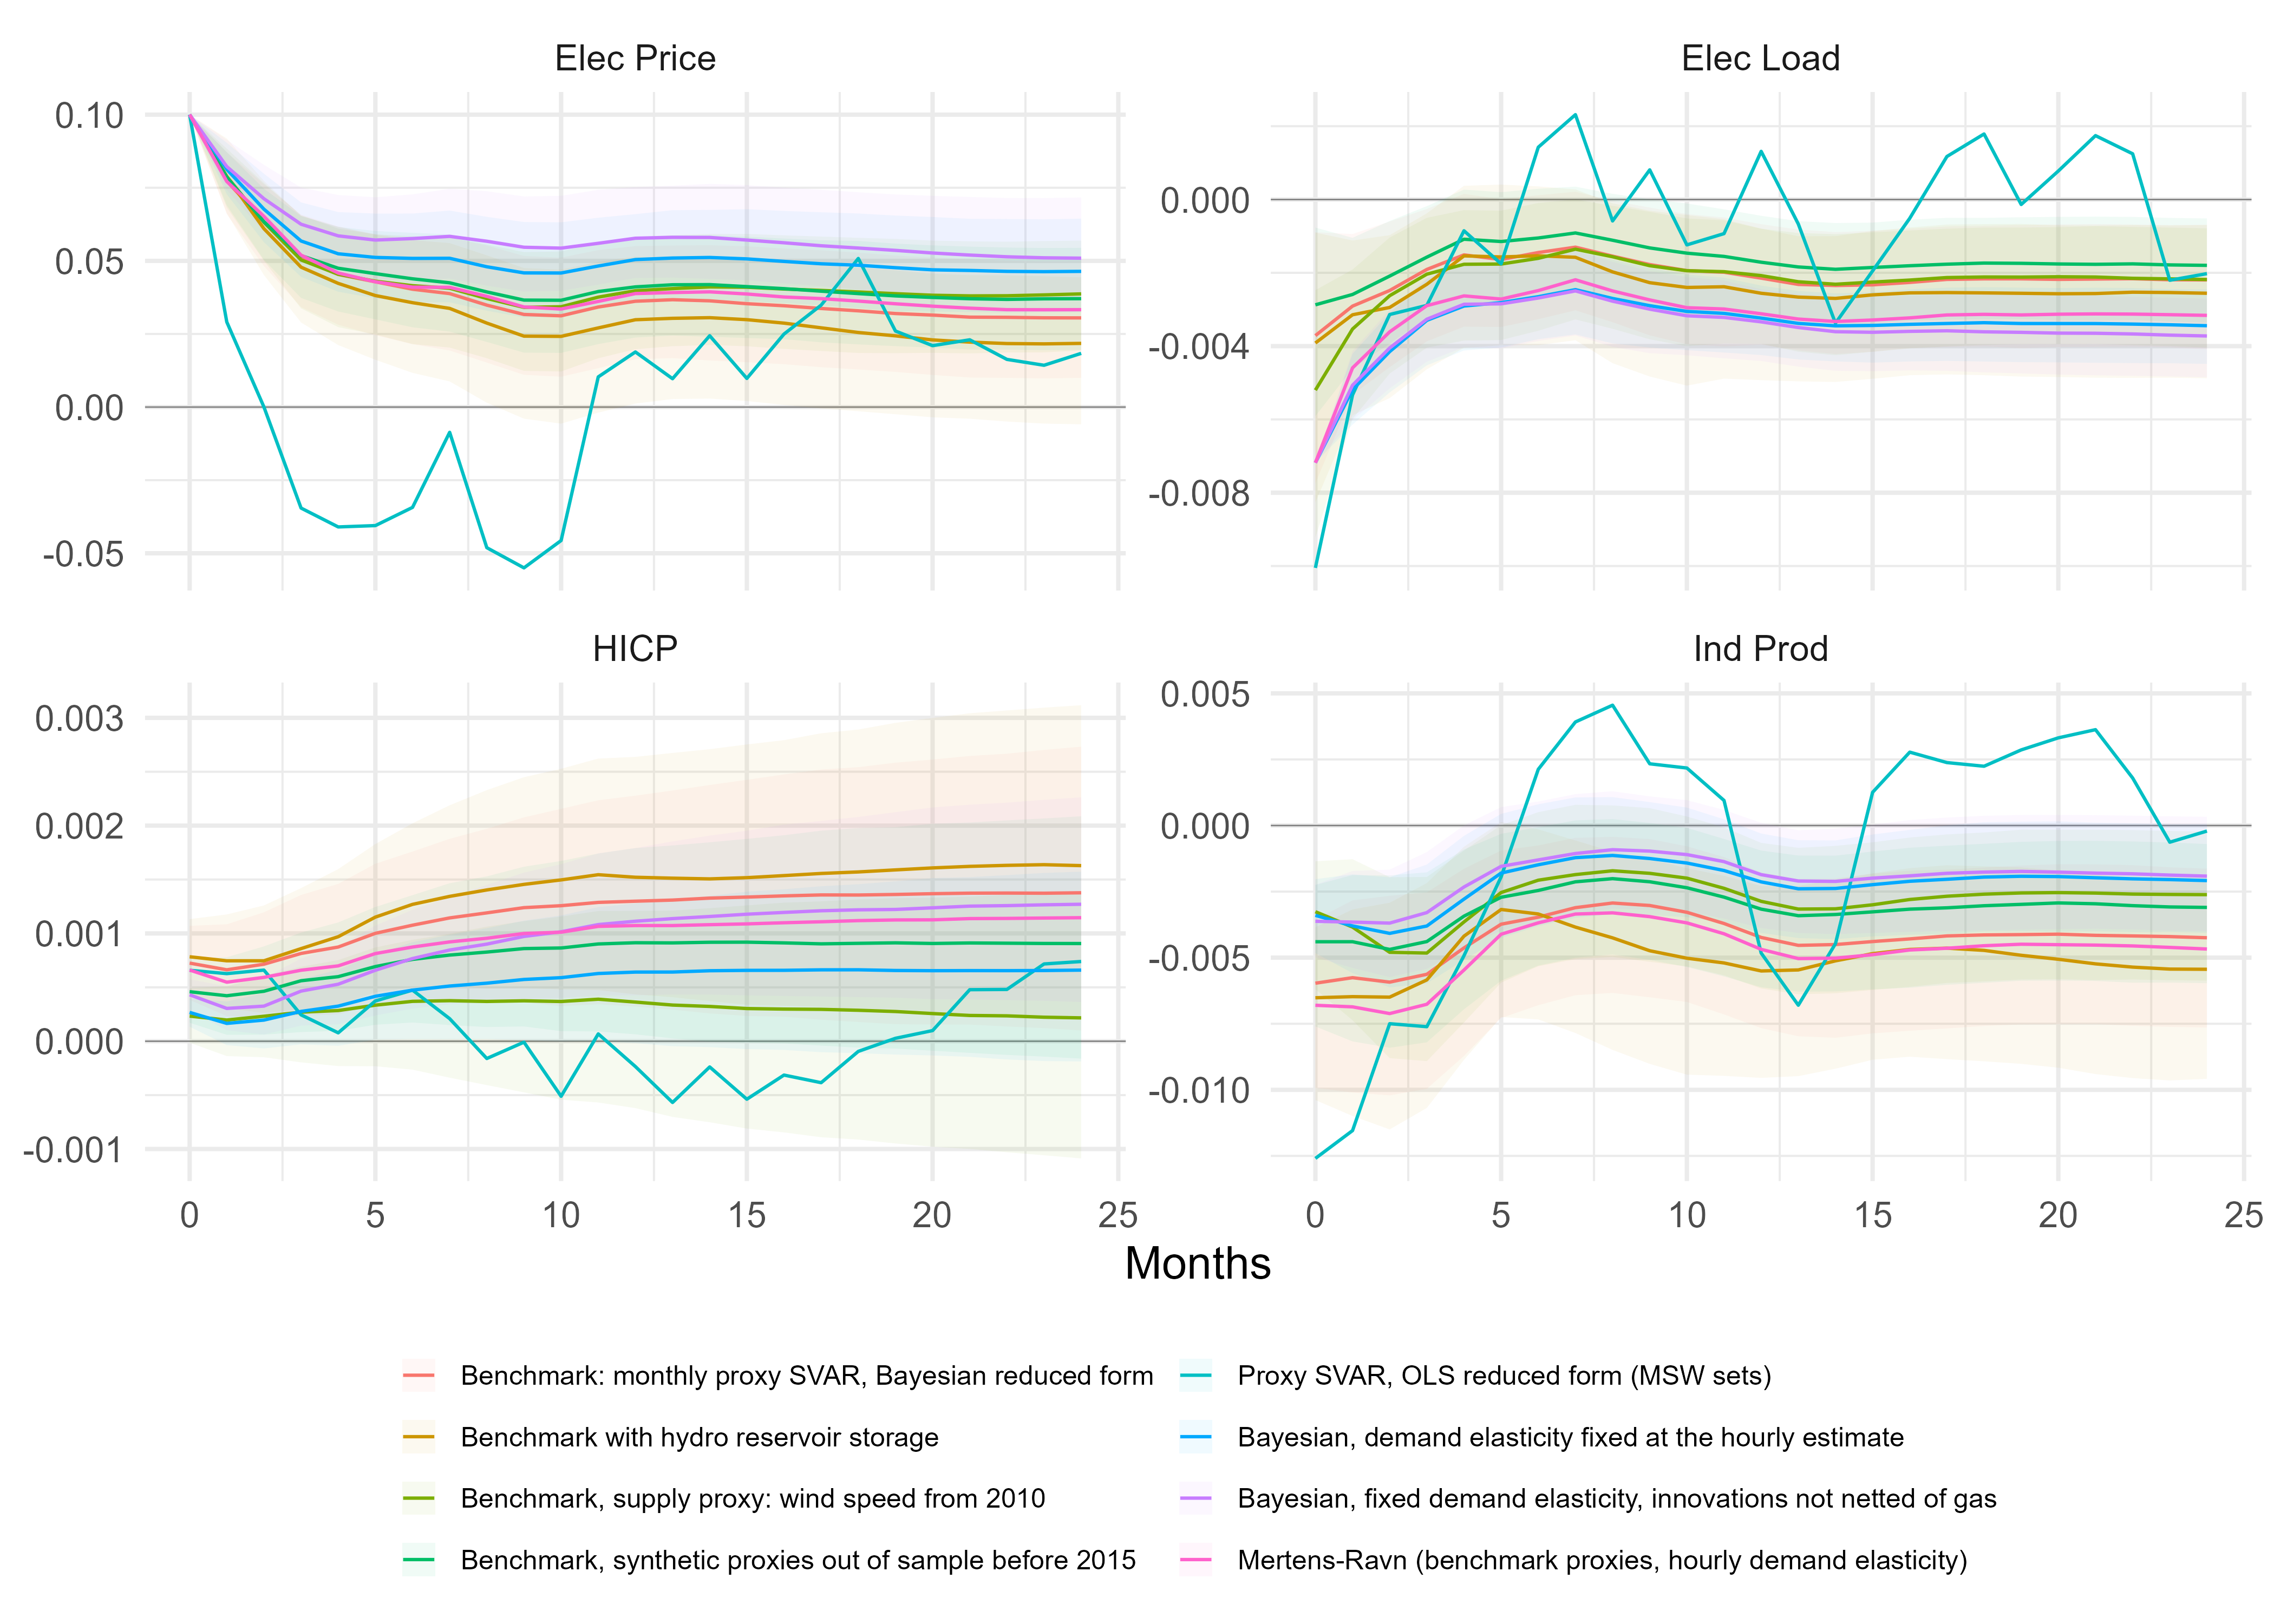 Elec Price
Elec Load
0.10
0.05
0.00
-0.05
0.000
-0.004
-0.008
HICP
Ind Prod
0.003
0.002
0.001
0.000
-0.001
0.005
0.000
-0.005
-0.010
0 5 10 15 20 25
0 5 10 15 20 25
Months
Benchmark: monthly proxy SVAR, Bayesian reduced form
Benchmark with hydro reservoir storage
Benchmark, supply proxy: wind speed from 2010
Benchmark, synthetic proxies out of sample before 2015
Proxy SVAR, OLS reduced form (MSW sets)
Bayesian, demand elasticity fixed at the hourly estimate
Bayesian, fixed demand elasticity, innovations not netted of gas
Mertens-Ravn (benchmark proxies, hourly demand elasticity)